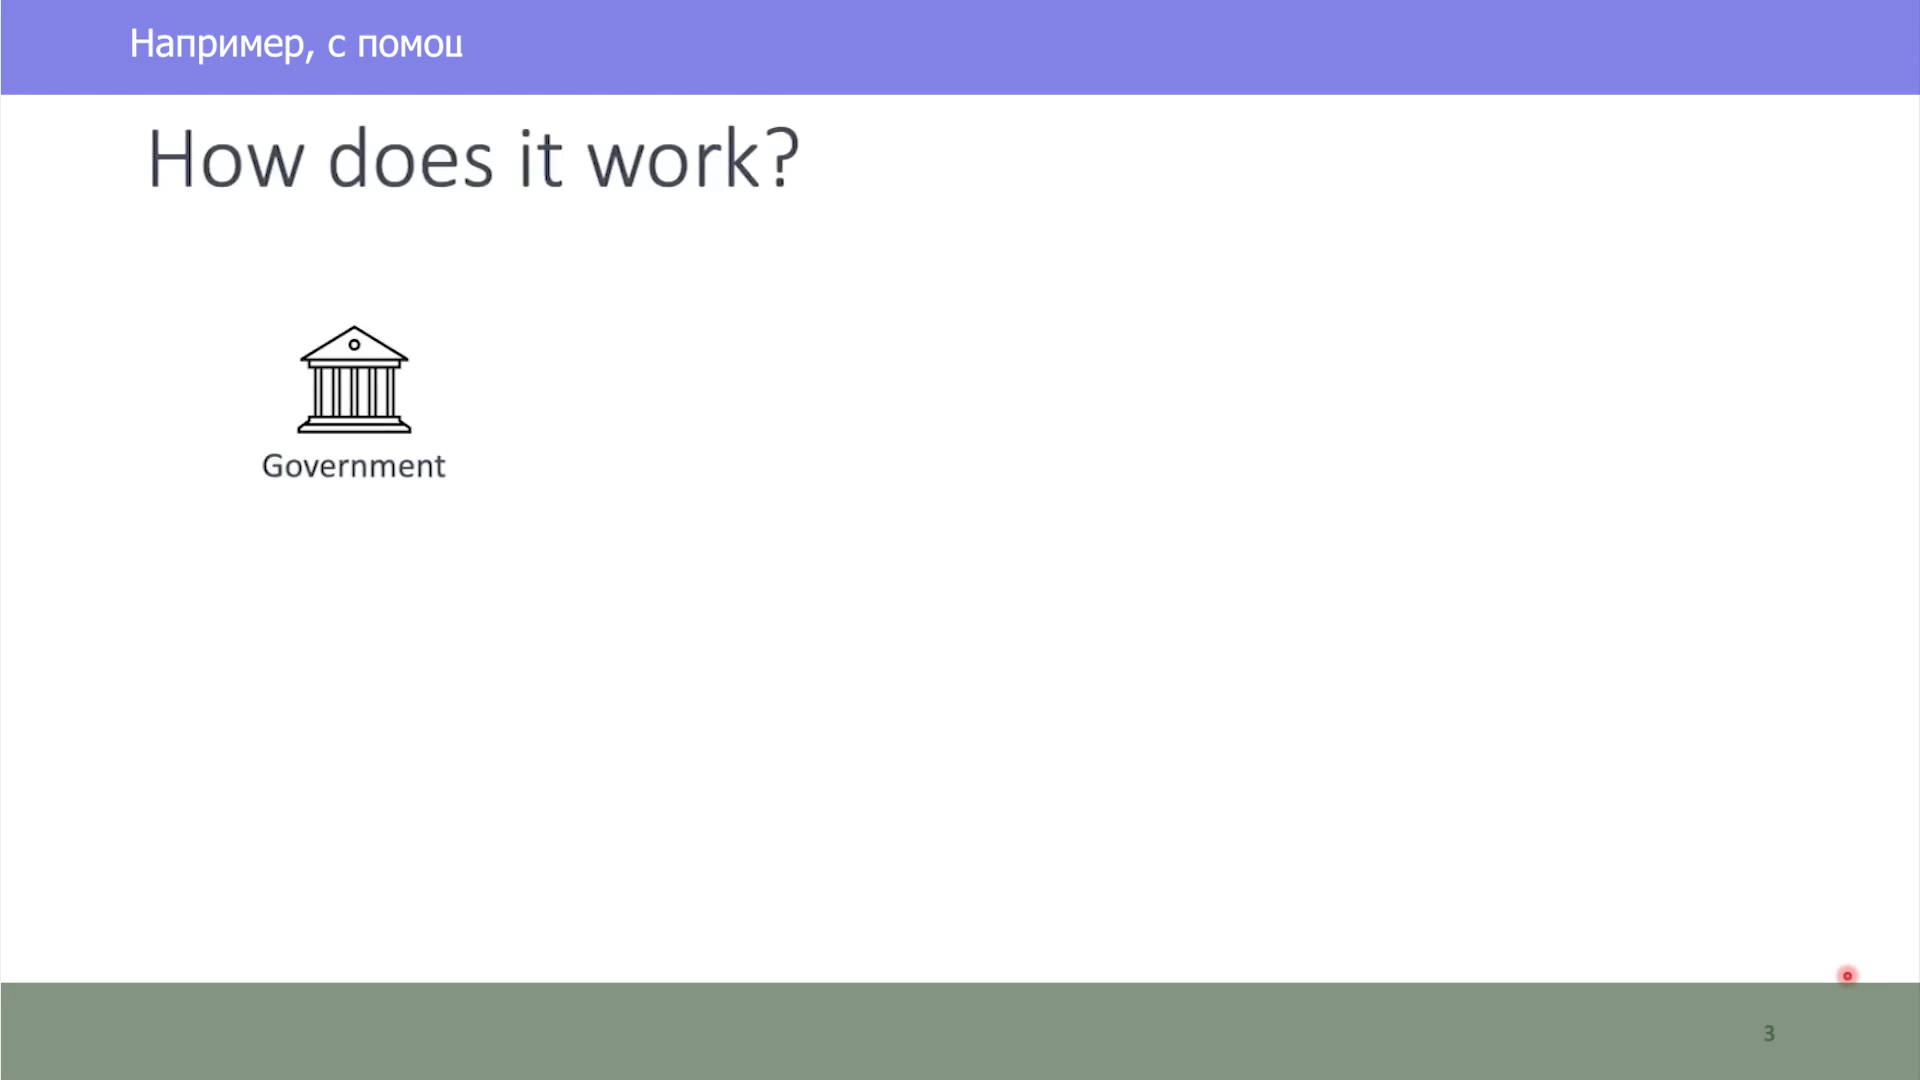 Например, с помощ
How does it work?
Government
3